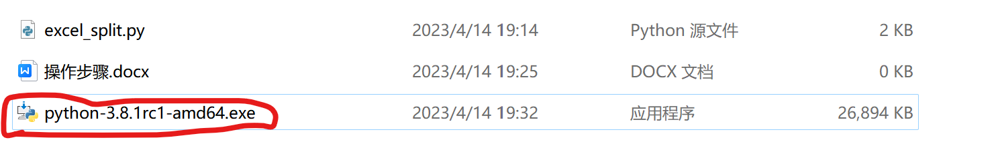 excel_split.py 2023/4/14 19:14 Python 源文件 2 KB
操作步骤.docx 2023/4/14 19:25 DOCX 文档 0 KB
python-3.8.1rc1-amd64.exe 2023/4/14 19:32 应用程序 26,894 KB